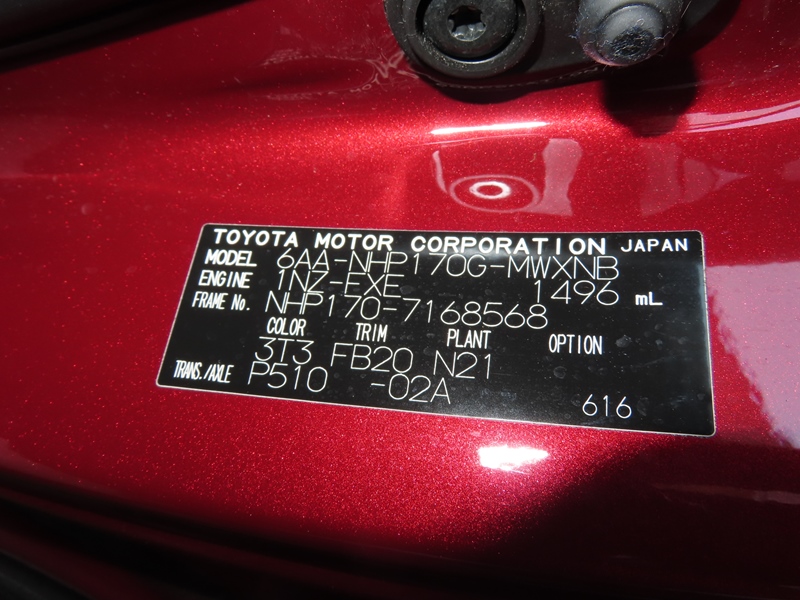 TOYOTA MOTOR CORPORATION JAPAN
MODEL 6AA-NHP170G-MWXNB
ENGINE 1NZ-EXE 1496 mL
FRAME No. NHP170-7168568
COLOR TRIM PLANT OPTION
3T3 FB20 N21
TRANS./AXLE P510 -02A
616